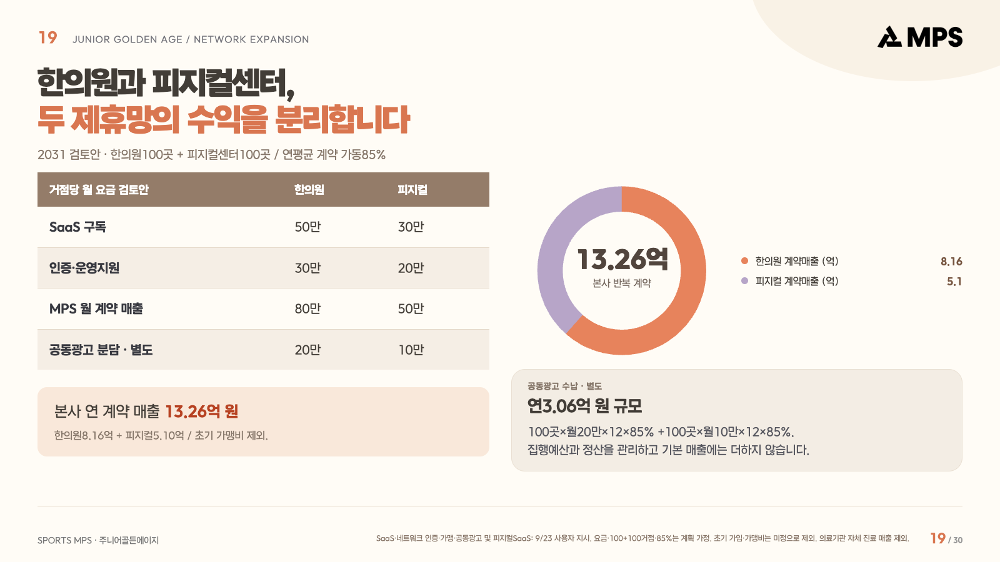 19 JUNIOR GOLDEN AGE / NETWORK EXPANSION
MPS
한의원과 피지컬센터,
두 제휴망의 수익을 분리합니다
2031 검토안 · 한의원100곳 + 피지컬센터100곳 / 연평균 계약 가동85%
거점당 월 요금 검토안 한의원 피지컬
SaaS 구독 50만 30만
인증·운영지원 30만 20만
MPS 월 계약 매출 80만 50만
공동광고 분담 · 별도 20만 10만
본사 연 계약 매출 13.26억 원
한의원8.16억 + 피지컬5.10억 / 초기 가맹비 제외.
13.26억
본사 반복 계약
한의원 계약매출 (억) 8.16
피지컬 계약매출 (억) 5.1
공동광고 수납 · 별도
연3.06억 원 규모
100곳×월20만×12×85% +100곳×월10만×12×85%.
집행예산과 정산을 관리하고 기본 매출에는 더하지 않습니다.
SPORTS MPS · 주니어골든에이지
SaaS·네트워크 인증·가맹·공동광고 및 피지컬SaaS: 9/23 사용자 지시. 요금·100+100거점·85%는 계획 가정. 초기 가입·가맹비는 미정으로 제외. 의료기관 자체 진료 매출 제외.
19 / 30